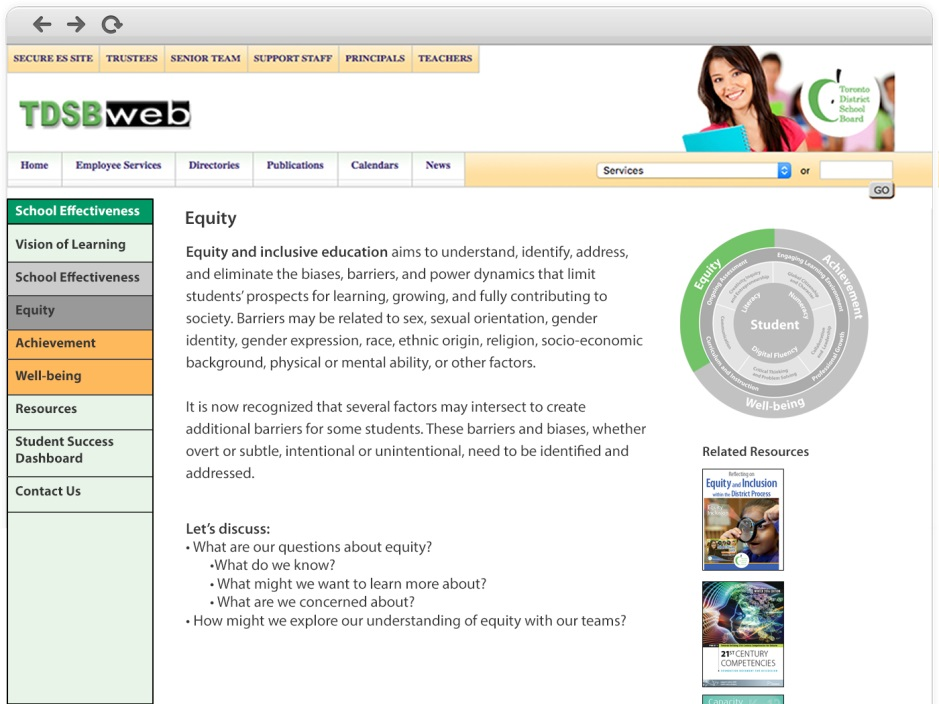 SECURE ES SITE TRUSTEES SENIOR TEAM SUPPORT STAFF PRINCIPALS TEACHERS
TDSBweb
Toronto
District
School
Board
Home Employee Services Directories Publications Calendars News
Services or
GO
School Effectiveness
Vision of Learning
School Effectiveness
Equity
Achievement
Well-being
Resources
Student Success
Dashboard
Contact Us
Equity
Equity and inclusive education aims to understand, identify, address,
and eliminate the biases, barriers, and power dynamics that limit
students' prospects for learning, growing, and fully contributing to
society. Barriers may be related to sex, sexual orientation, gender
identity, gender expression, race, ethnic origin, religion, socio-economic
background, physical or mental ability, or other factors.
It is now recognized that several factors may intersect to create
additional barriers for some students. These barriers and biases, whether
overt or subtle, intentional or unintentional, need to be identified and
addressed.
Let's discuss:
• What are our questions about equity?
•What do we know?
• What might we want to learn more about?
• What are we concerned about?
• How might we explore our understanding of equity with our teams?
Equity
Achievement
Well-being
Ongoing Assessment
Engaging Learning Environments
Professional Growth
Curriculum and Instruction
Critical Thinking
and Problem Solving
Literacy
Numeracy
Digital Fluency
Student
Related Resources
Reflecting on
Equity and Inclusion
within the District Process
21ST CENTURY
COMPETENCIES
Capacity